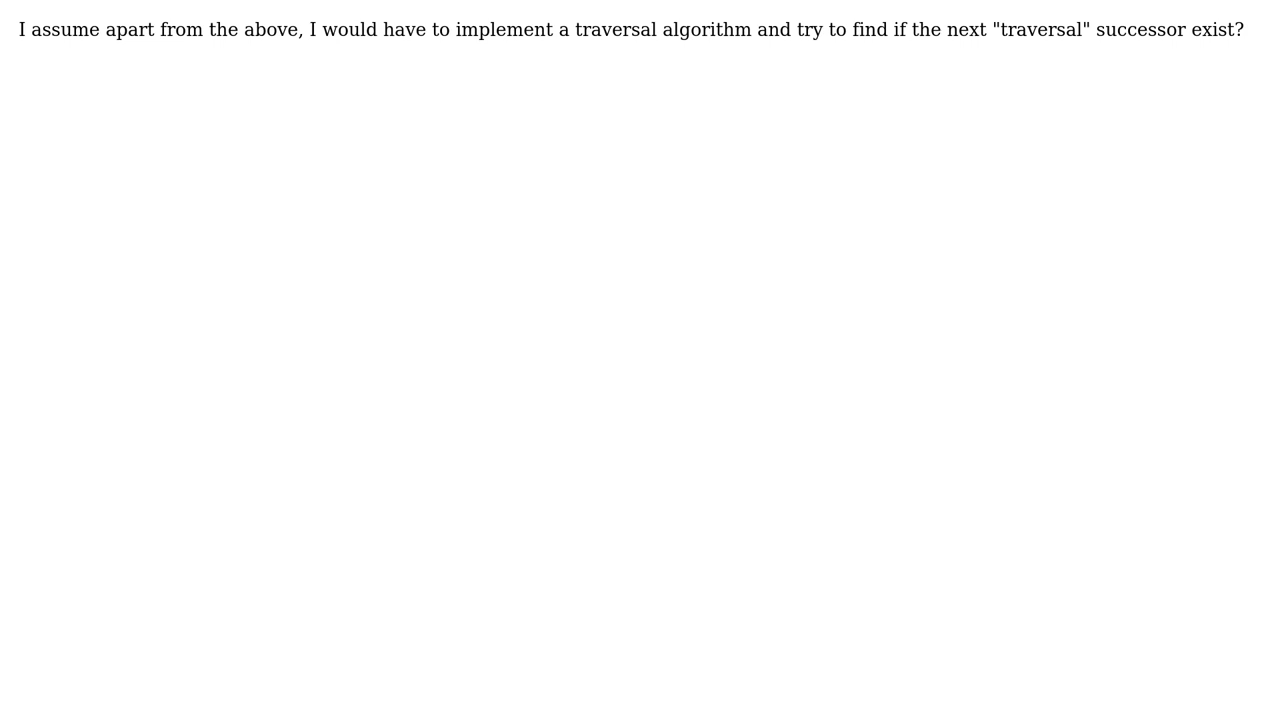 I assume apart from the above, I would have to implement a traversal algorithm and try to find if the next "traversal" successor exist?